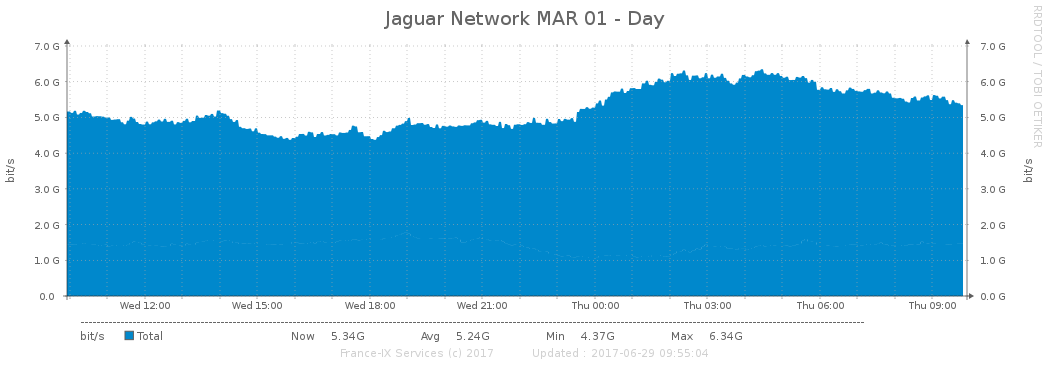 Jaguar Network MAR 01 - Day
RRDTOOL / TOBI OETIKER
7.0 G 7.0 G
6.0 G 6.0 G
5.0 G 5.0 G
4.0 G 4.0 G
3.0 G 3.0 G
2.0 G 2.0 G
1.0 G 1.0 G
0.0 0.0 G
bit/s bit/s
Wed 12:00 Wed 15:00 Wed 18:00 Wed 21:00 Thu 00:00 Thu 03:00 Thu 06:00 Thu 09:00
bit/s Total Now 5.34G Avg 5.24G Min 4.37G Max 6.34G
France-IX Services (c) 2017 Updated : 2017-06-29 09:55:04